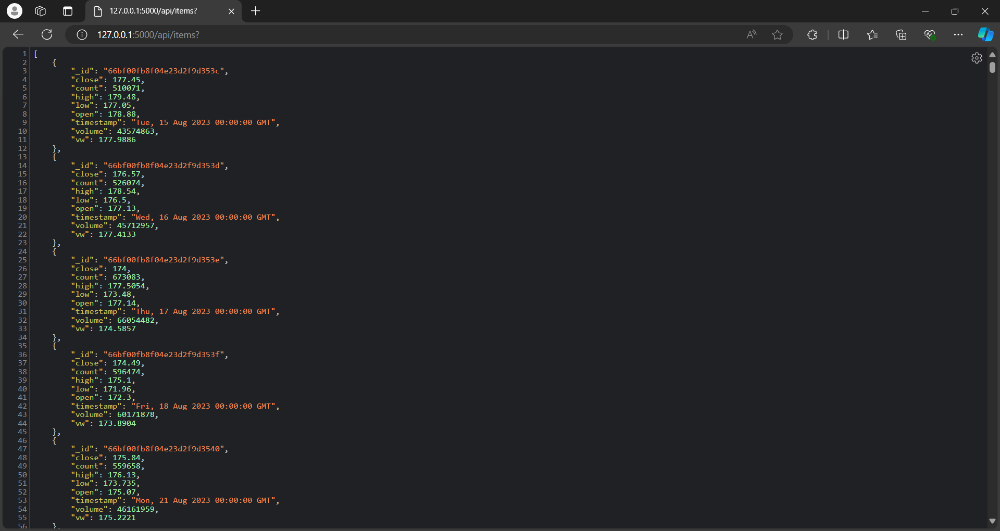 127.0.0.1:5000/api/items?
127.0.0.1:5000/api/items?
1 [
2 {
3 "_id": "66bf00fb8f04e23d2f9d353c",
4 "close": 177.45,
5 "count": 510071,
6 "high": 179.48,
7 "low": 177.05,
8 "open": 178.88,
9 "timestamp": "Tue, 15 Aug 2023 00:00:00 GMT",
10 "volume": 43574863,
11 "vw": 177.9886
12 },
13 {
14 "_id": "66bf00fb8f04e23d2f9d353d",
15 "close": 176.57,
16 "count": 526074,
17 "high": 178.54,
18 "low": 176.5,
19 "open": 177.13,
20 "timestamp": "Wed, 16 Aug 2023 00:00:00 GMT",
21 "volume": 45712957,
22 "vw": 177.4133
23 },
24 {
25 "_id": "66bf00fb8f04e23d2f9d353e",
26 "close": 174,
27 "count": 673083,
28 "high": 177.5054,
29 "low": 173.48,
30 "open": 177.14,
31 "timestamp": "Thu, 17 Aug 2023 00:00:00 GMT",
32 "volume": 66054482,
33 "vw": 174.5857
34 },
35 {
36 "_id": "66bf00fb8f04e23d2f9d353f",
37 "close": 174.49,
38 "count": 596474,
39 "high": 175.1,
40 "low": 171.96,
41 "open": 172.3,
42 "timestamp": "Fri, 18 Aug 2023 00:00:00 GMT",
43 "volume": 60171878,
44 "vw": 173.8904
45 },
46 {
47 "_id": "66bf00fb8f04e23d2f9d3540",
48 "close": 175.84,
49 "count": 559658,
50 "high": 176.13,
51 "low": 173.735,
52 "open": 175.07,
53 "timestamp": "Mon, 21 Aug 2023 00:00:00 GMT",
54 "volume": 46161959,
55 "vw": 175.2221
56 },